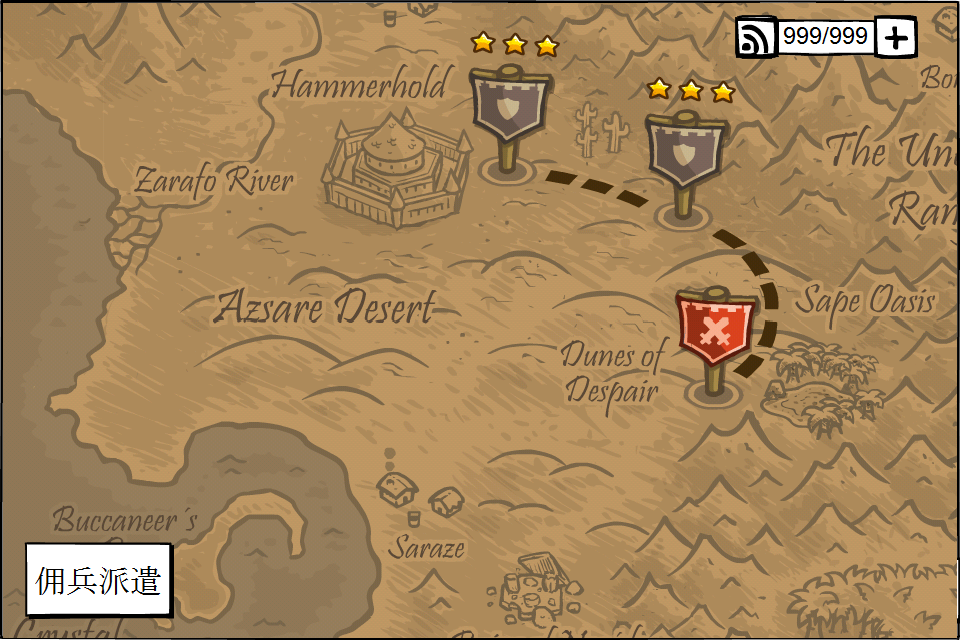 999/999
Hammerhold
The Un
Zarafo River
Ran
Azsare Desert
Sape Oasis
Dunes of
Despair
Buccaneer's
Saraze
佣兵派遣
Crystal